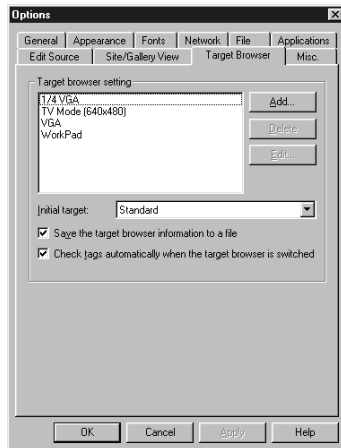 Options
General Appearance Fonts Network File Applications
Edit Source Site/Gallery View Target Browser Misc.
Target browser setting
1/4 VGA
TV Mode (640x480)
VGA
WorkPad
Add...
Delete
Edit...
Initial target: Standard
Save the target browser information to a file
Check tags automatically when the target browser is switched
OK Cancel Apply Help